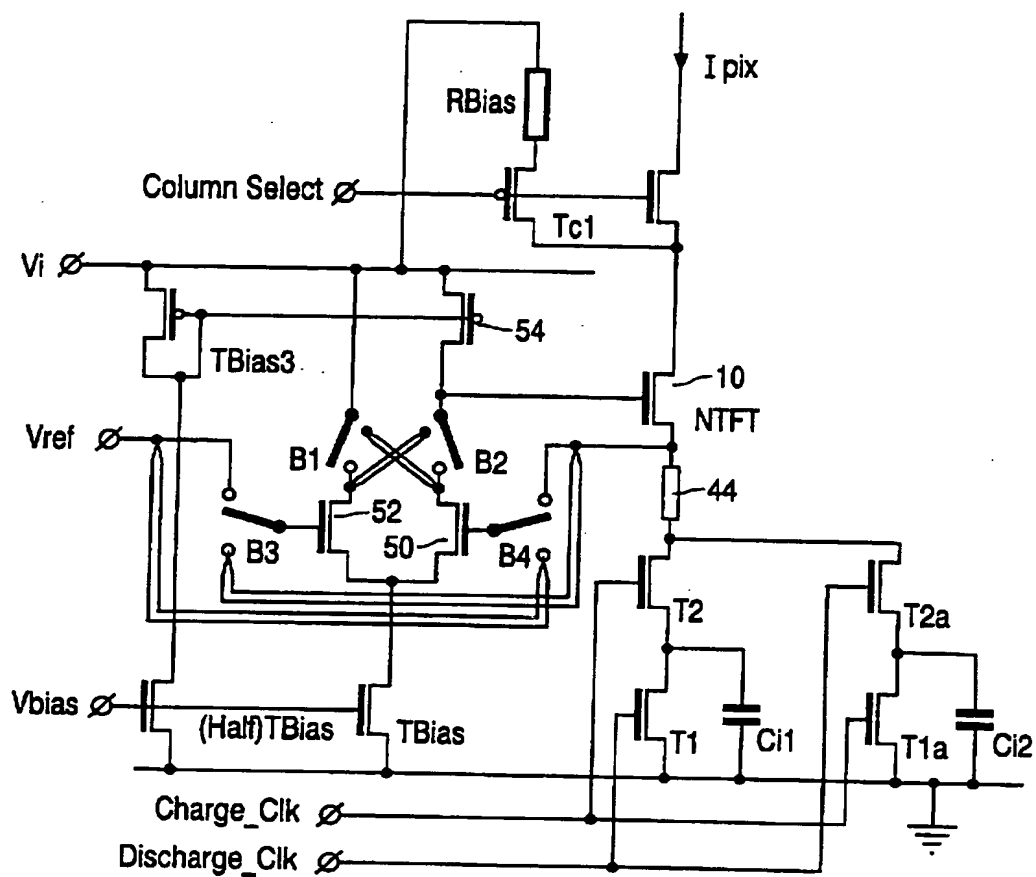 I pix
RBias
Column Select
Tc1
Vi
54
TBias3
10
NTFT
Vref
B1
B2
44
52
50
B3
B4
T2
T2a
Vbias
(Half)TBias
TBias
T1
Ci1
T1a
Ci2
Charge_Clk
Discharge_Clk